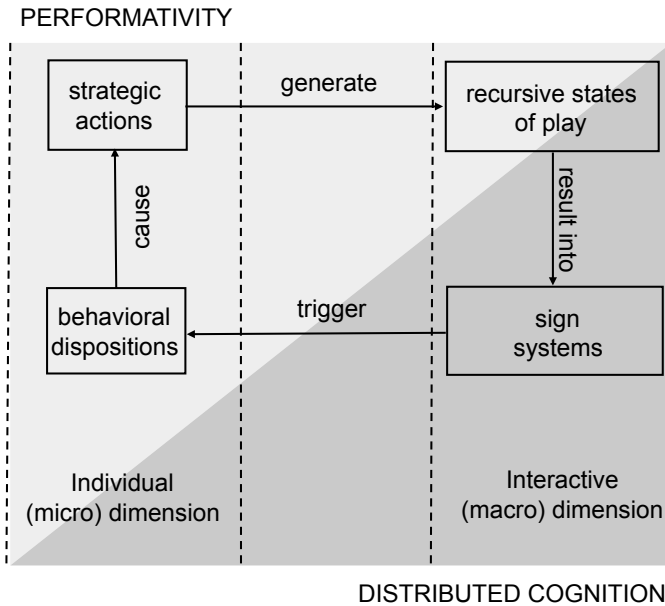 PERFORMATIVITY
strategic
actions
generate
recursive states
of play
cause
result into
behavioral
dispositions
trigger
sign
systems
Individual
(micro) dimension
Interactive
(macro) dimension
DISTRIBUTED COGNITION